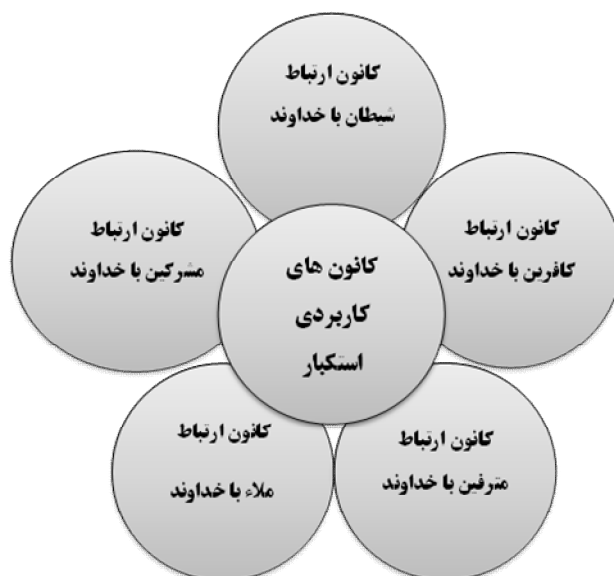 کانون ارتباط
شیطان با خداوند
کانون ارتباط
کافرین با خداوند
کانون ارتباط
مشرکین با خداوند
کانون های
کاربردی
استکبار
کانون ارتباط
مترفین با خداوند
کانون ارتباط
ملاء با خداوند